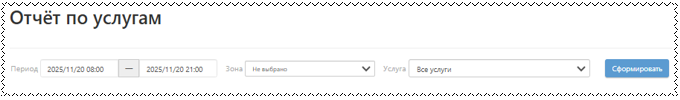 Отчёт по услугам
Период 2025/11/20 08:00 — 2025/11/20 21:00 Зона Не выбрано Услуга Все услуги Сформировать